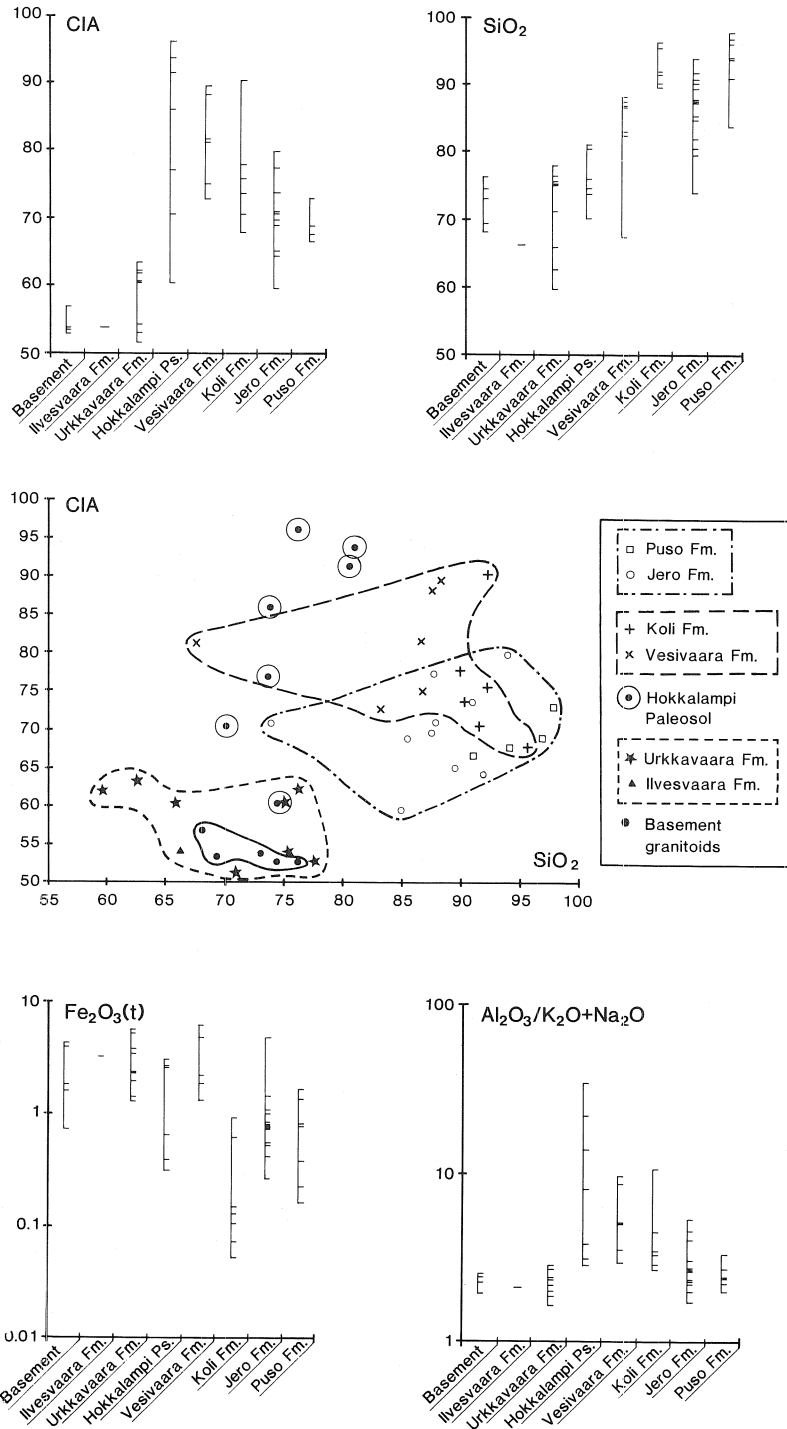 CIA
100
90
80
70
60
50
Basement
Ilvesvaara Fm.
Urkkavaara Fm.
Hokkalampi Ps.
Vesivaara Fm.
Koli Fm.
Jero Fm.
Puso Fm.
SiO₂
100
90
80
70
60
50
Basement
Ilvesvaara Fm.
Urkkavaara Fm.
Hokkalampi Ps.
Vesivaara Fm.
Koli Fm.
Jero Fm.
Puso Fm.
CIA
100
95
90
85
80
75
70
65
60
55
50
55 60 65 70 75 80 85 90 95 100
SiO₂
Puso Fm.
Jero Fm.
Koli Fm.
Vesivaara Fm.
Hokkalampi
Paleosol
Urkkavaara Fm.
Ilvesvaara Fm.
Basement
granitoids
Fe₂O₃(t)
10
1
0.1
0.01
Basement
Ilvesvaara Fm.
Urkkavaara Fm.
Hokkalampi Ps.
Vesivaara Fm.
Koli Fm.
Jero Fm.
Puso Fm.
Al₂O₃/K₂O+Na₂O
100
10
1
Basement
Ilvesvaara Fm.
Urkkavaara Fm.
Hokkalampi Ps.
Vesivaara Fm.
Koli Fm.
Jero Fm.
Puso Fm.